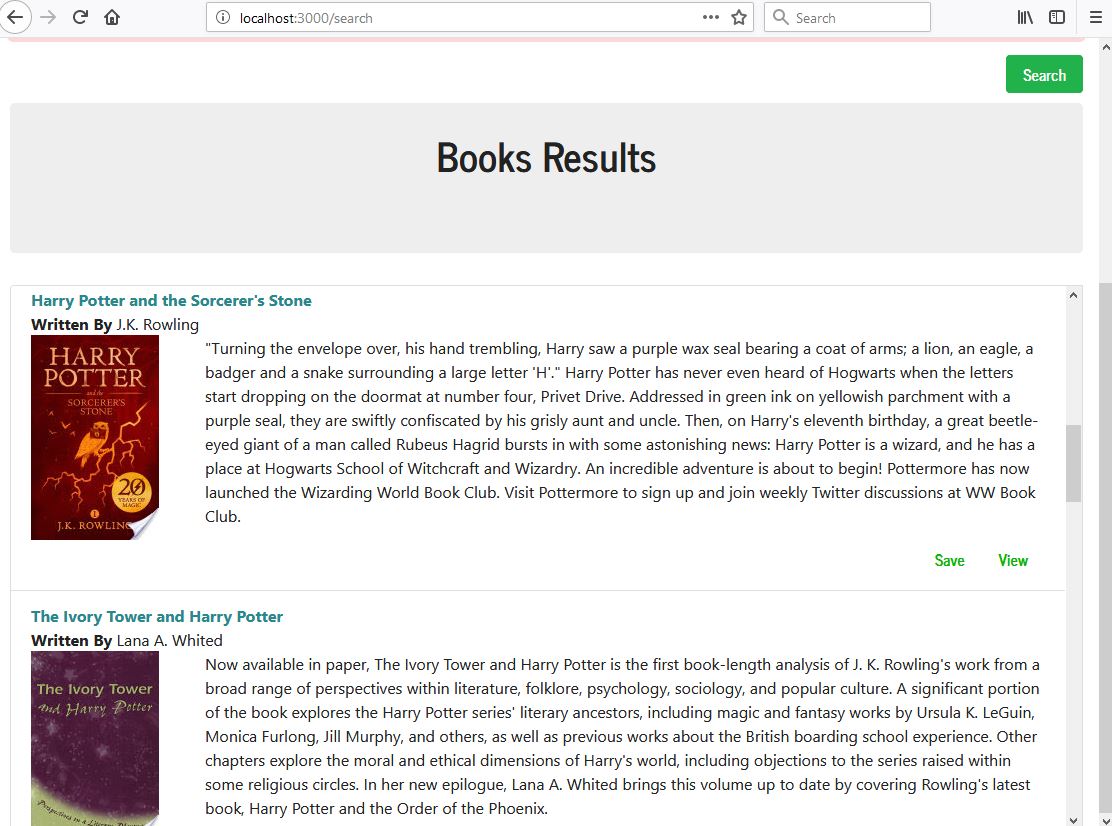 localhost:3000/search
Search
Search
Books Results
Harry Potter and the Sorcerer's Stone
Written By J.K. Rowling
HARRY
POTTER
and the
SORCERER'S
STONE
20
YEARS OF
MAGIC
1
J.K. ROWLING
"Turning the envelope over, his hand trembling, Harry saw a purple wax seal bearing a coat of arms; a lion, an eagle, a
badger and a snake surrounding a large letter 'H'." Harry Potter has never even heard of Hogwarts when the letters
start dropping on the doormat at number four, Privet Drive. Addressed in green ink on yellowish parchment with a
purple seal, they are swiftly confiscated by his grisly aunt and uncle. Then, on Harry's eleventh birthday, a great beetle-
eyed giant of a man called Rubeus Hagrid bursts in with some astonishing news: Harry Potter is a wizard, and he has a
place at Hogwarts School of Witchcraft and Wizardry. An incredible adventure is about to begin! Pottermore has now
launched the Wizarding World Book Club. Visit Pottermore to sign up and join weekly Twitter discussions at WW Book
Club.
Save View
The Ivory Tower and Harry Potter
Written By Lana A. Whited
The Ivory Tower
and Harry Potter
Perspectives on a Literary
Now available in paper, The Ivory Tower and Harry Potter is the first book-length analysis of J. K. Rowling's work from a
broad range of perspectives within literature, folklore, psychology, sociology, and popular culture. A significant portion
of the book explores the Harry Potter series' literary ancestors, including magic and fantasy works by Ursula K. LeGuin,
Monica Furlong, Jill Murphy, and others, as well as previous works about the British boarding school experience. Other
chapters explore the moral and ethical dimensions of Harry's world, including objections to the series raised within
some religious circles. In her new epilogue, Lana A. Whited brings this volume up to date by covering Rowling's latest
book, Harry Potter and the Order of the Phoenix.